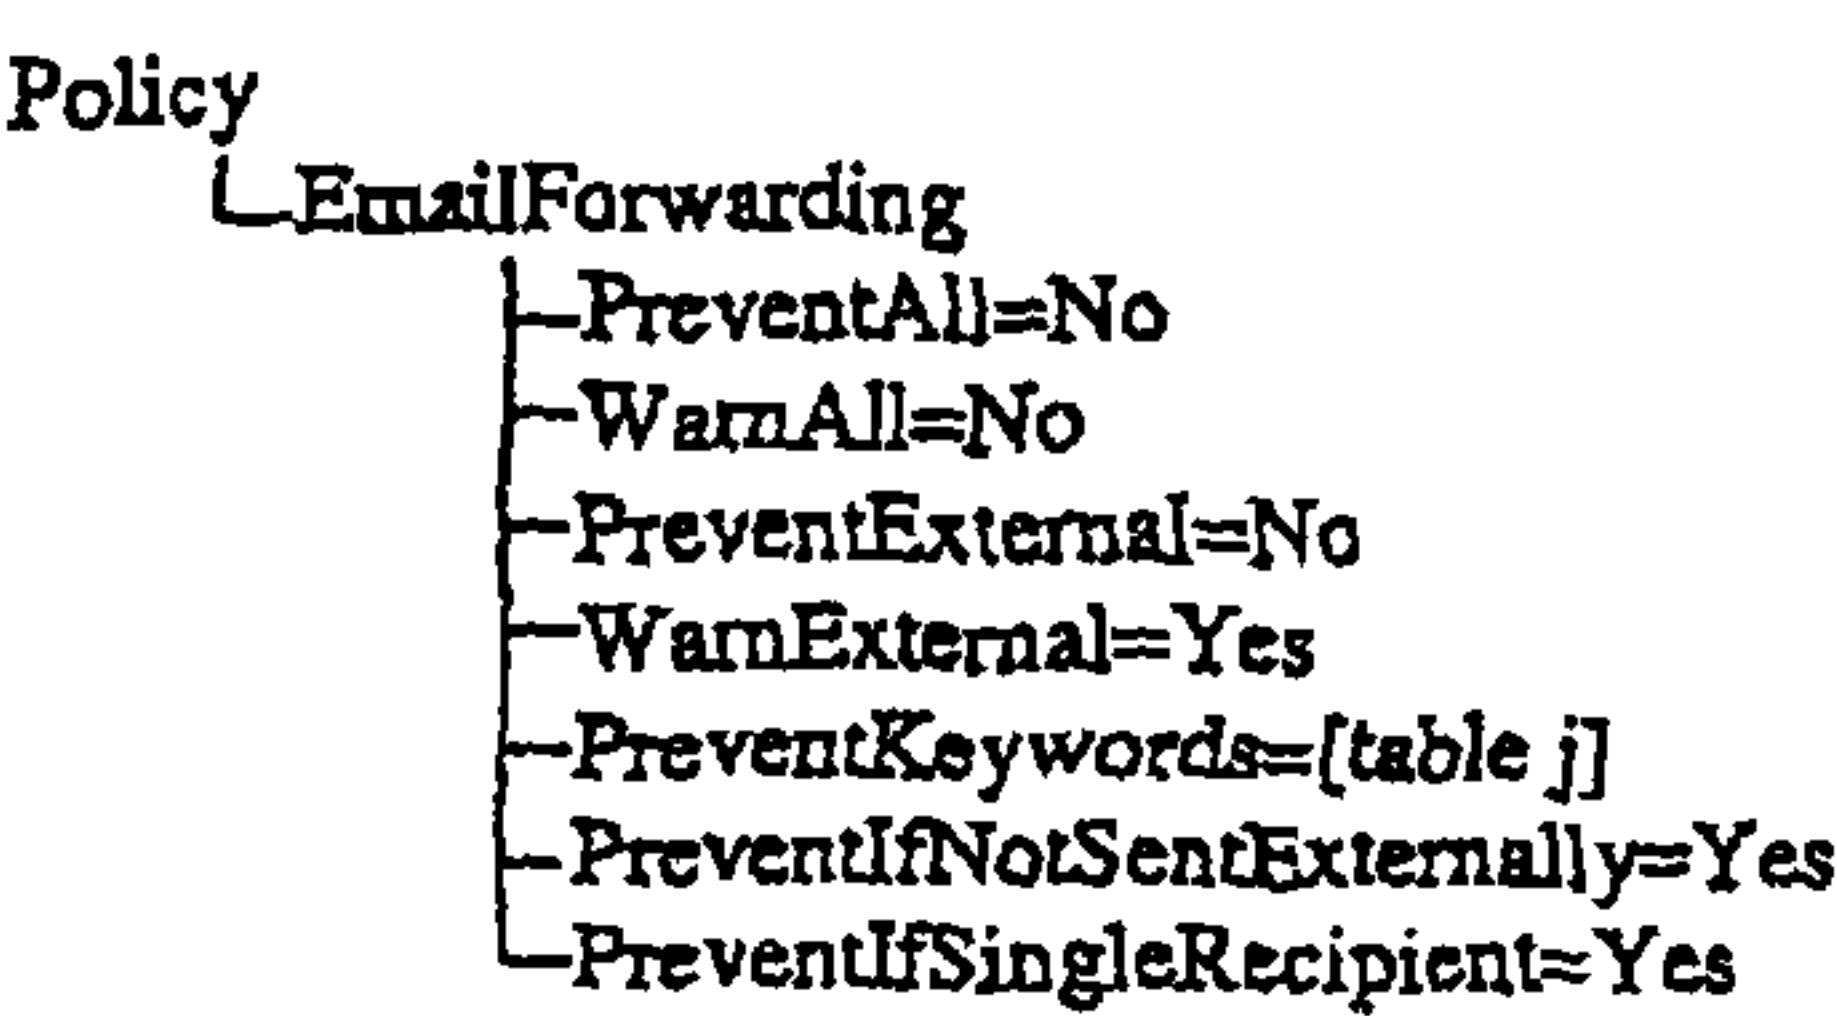 Policy
EmailForwarding
PreventAll=No
WarnAll=No
PreventExternal=No
WarnExternal=Yes
PreventKeywords=[table j]
PreventIfNotSentExternally=Yes
PreventIfSingleRecipient=Yes